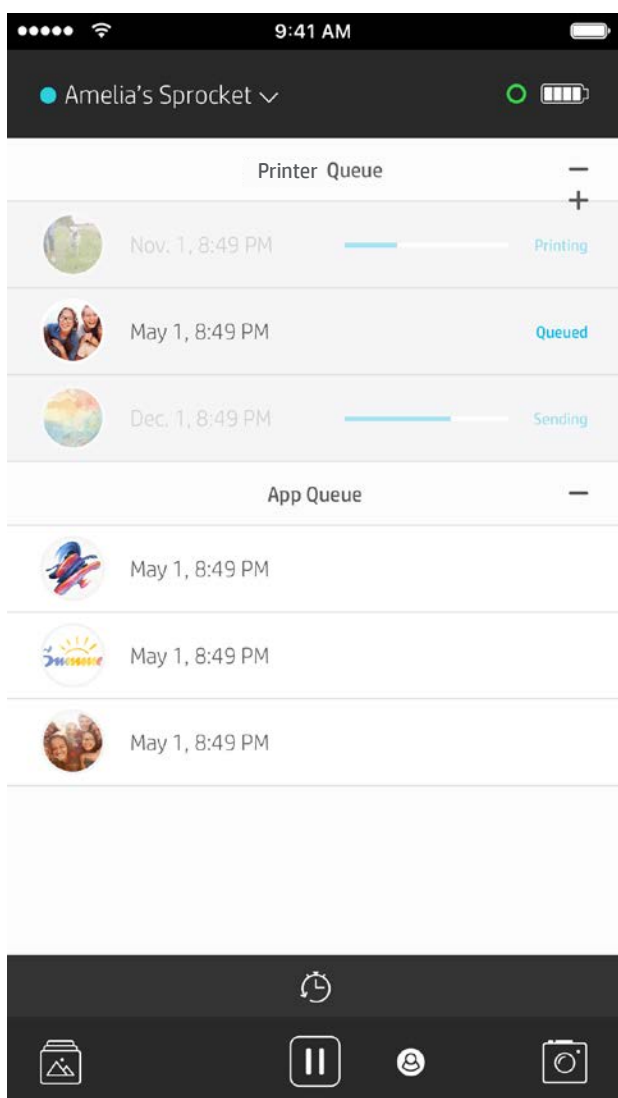 9:41 AM
Amelia's Sprocket
Printer Queue
Nov. 1, 8:49 PM Printing
May 1, 8:49 PM Queued
Dec. 1, 8:49 PM Sending
App Queue
May 1, 8:49 PM
May 1, 8:49 PM
May 1, 8:49 PM